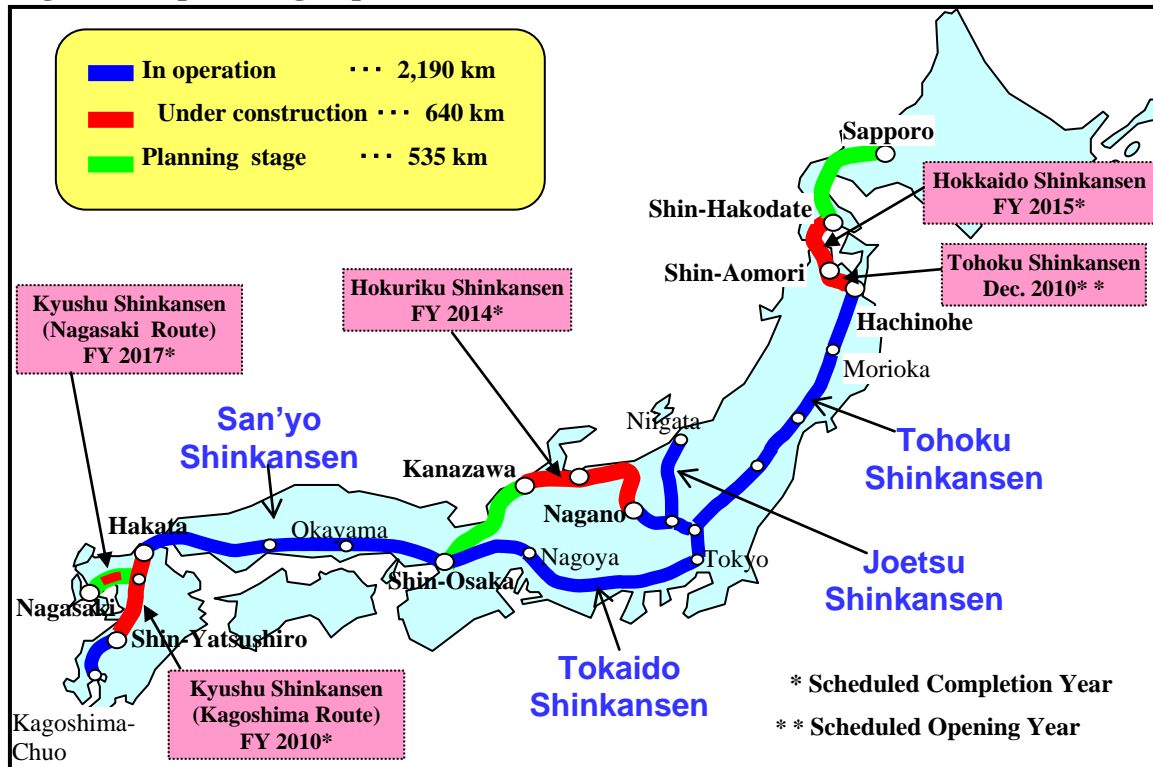 In operation ··· 2,190 km
Under construction ··· 640 km
Planning stage ··· 535 km
Sapporo
Hokkaido Shinkansen
FY 2015*
Shin-Hakodate
Shin-Aomori
Tohoku Shinkansen
Dec. 2010* *
Hachinohe
Morioka
Hokuriku Shinkansen
FY 2014*
Kyushu Shinkansen
(Nagasaki Route)
FY 2017*
San'yo
Shinkansen
Niigata
Tohoku
Shinkansen
Kanazawa
Nagano
Hakata
Okayama
Nagoya
Tokyo
Joetsu
Shinkansen
Shin-Osaka
Nagasaki
Shin-Yatsushiro
Tokaido
Shinkansen
Kyushu Shinkansen
(Kagoshima Route)
FY 2010*
Kagoshima-
Chuo
* Scheduled Completion Year
* * Scheduled Opening Year